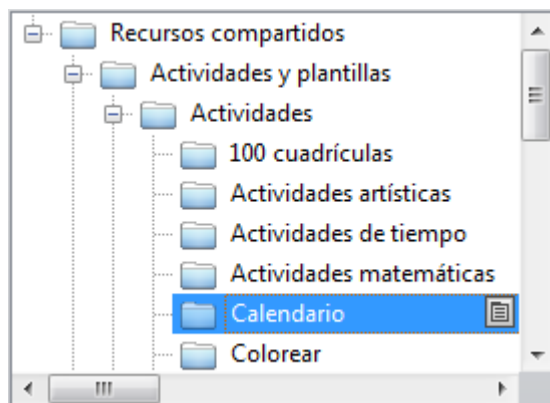 Recursos compartidos
Actividades y plantillas
Actividades
100 cuadrículas
Actividades artísticas
Actividades de tiempo
Actividades matemáticas
Calendario
Colorear